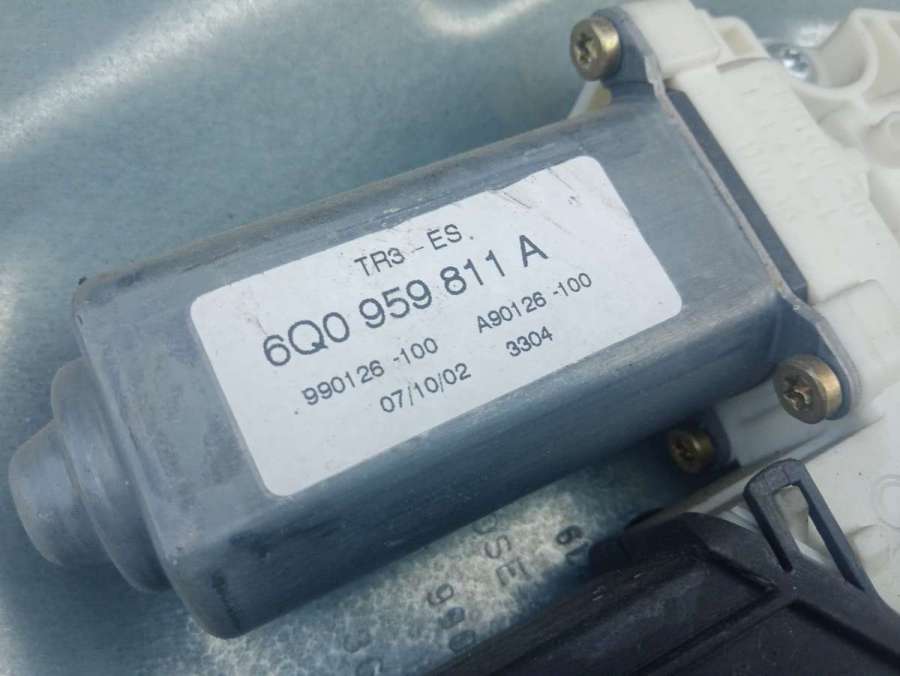 TR3 - ES.
6Q0 959 811 A
990126 -100 A90126 -100
07/10/02 3304